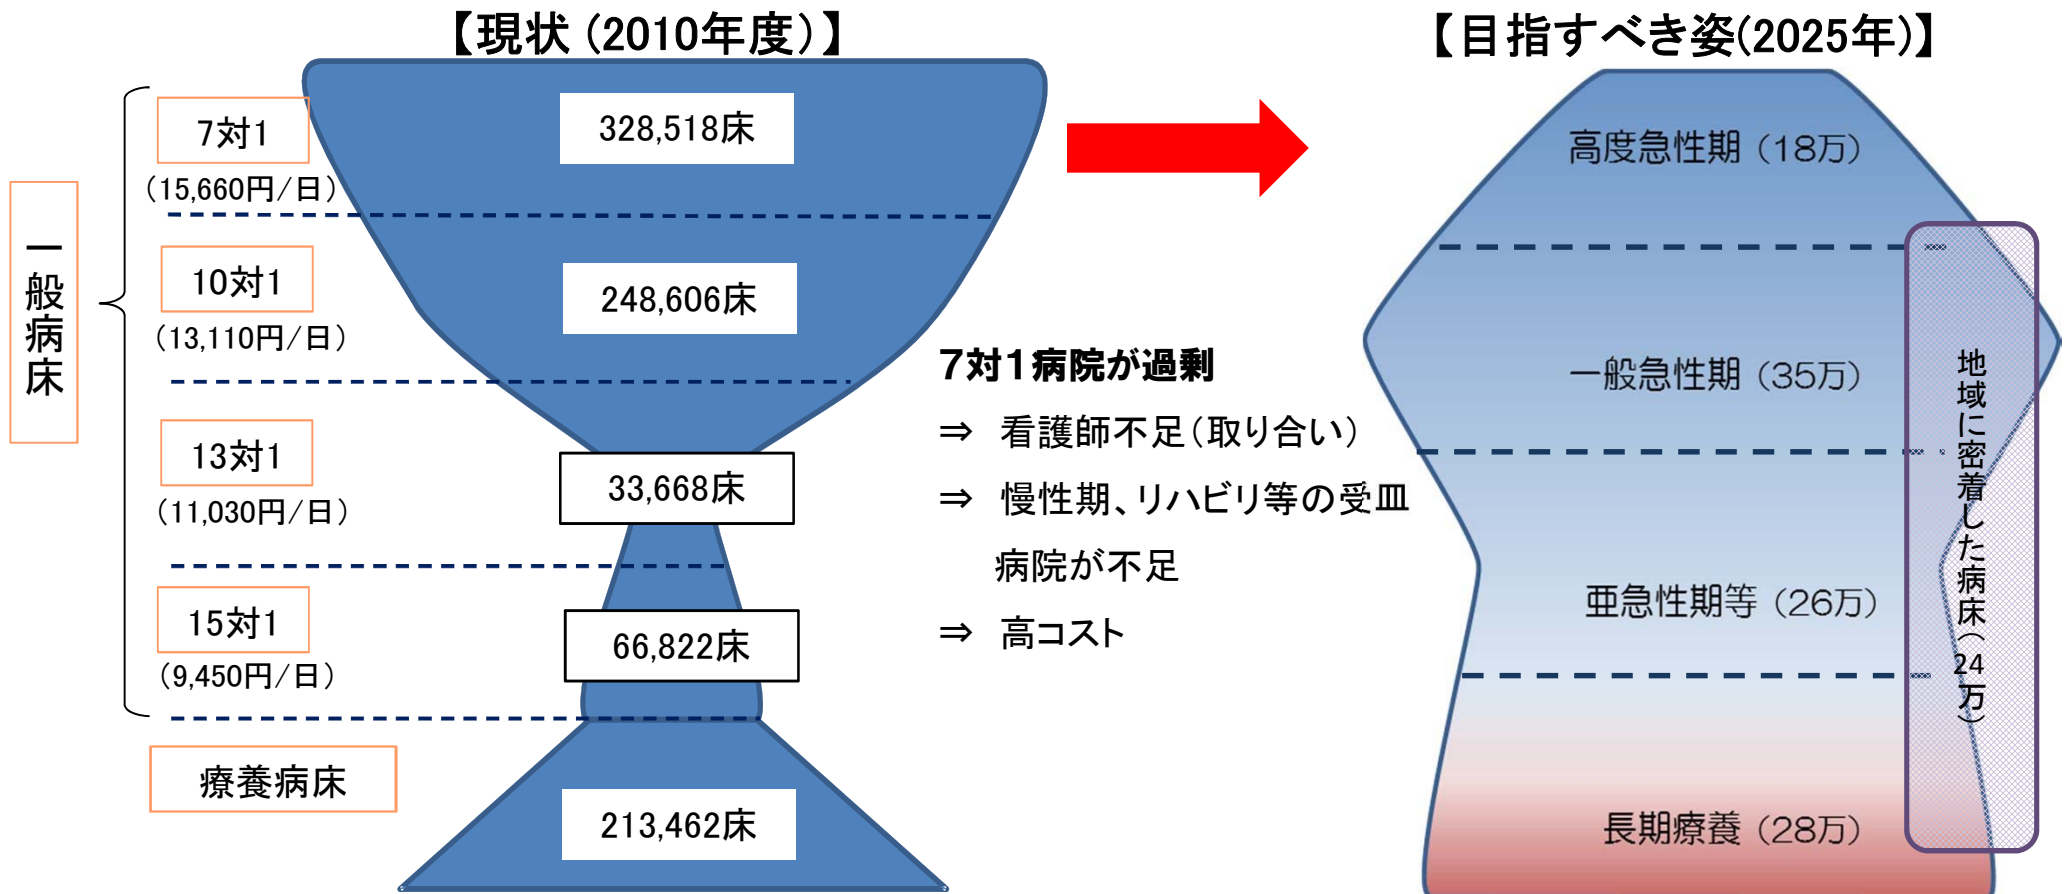 【現状 (2010年度)】
一般病床
7対1
328,518床
(15,660円/日)
10対1
248,606床
(13,110円/日)
13対1
33,668床
(11,030円/日)
15対1
66,822床
(9,450円/日)
療養病床
213,462床
7対1病院が過剰
⇒ 看護師不足(取り合い)
⇒ 慢性期、リハビリ等の受皿
病院が不足
⇒ 高コスト
【目指すべき姿(2025年)】
高度急性期 (18万)
一般急性期 (35万)
亜急性期等 (26万)
長期療養 (28万)
地域に密着した病床(24万)